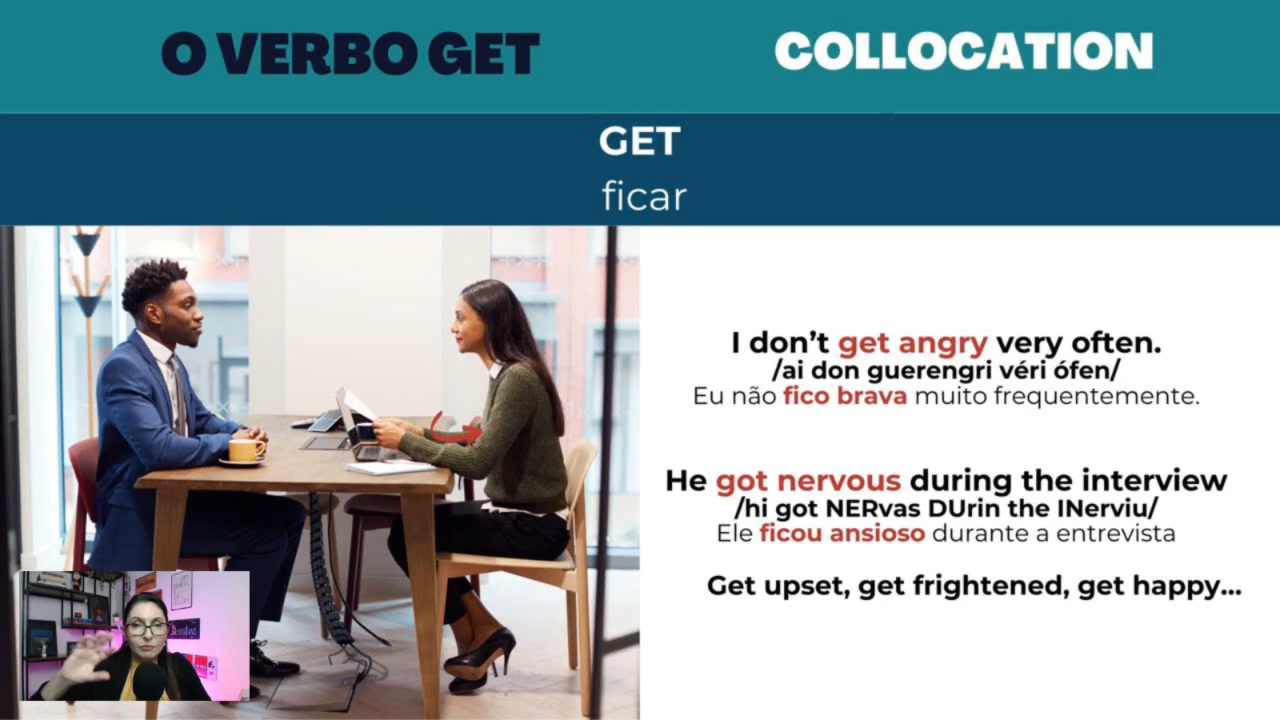 O VERBO GET
COLLOCATION
GET
ficar
I don't get angry very often.
/ai don guerengri véri ófen/
Eu não fico brava muito frequentemente.
He got nervous during the interview
/hi got NERvas DUrin the INerviu/
Ele ficou ansioso durante a entrevista
Get upset, get frightened, get happy...